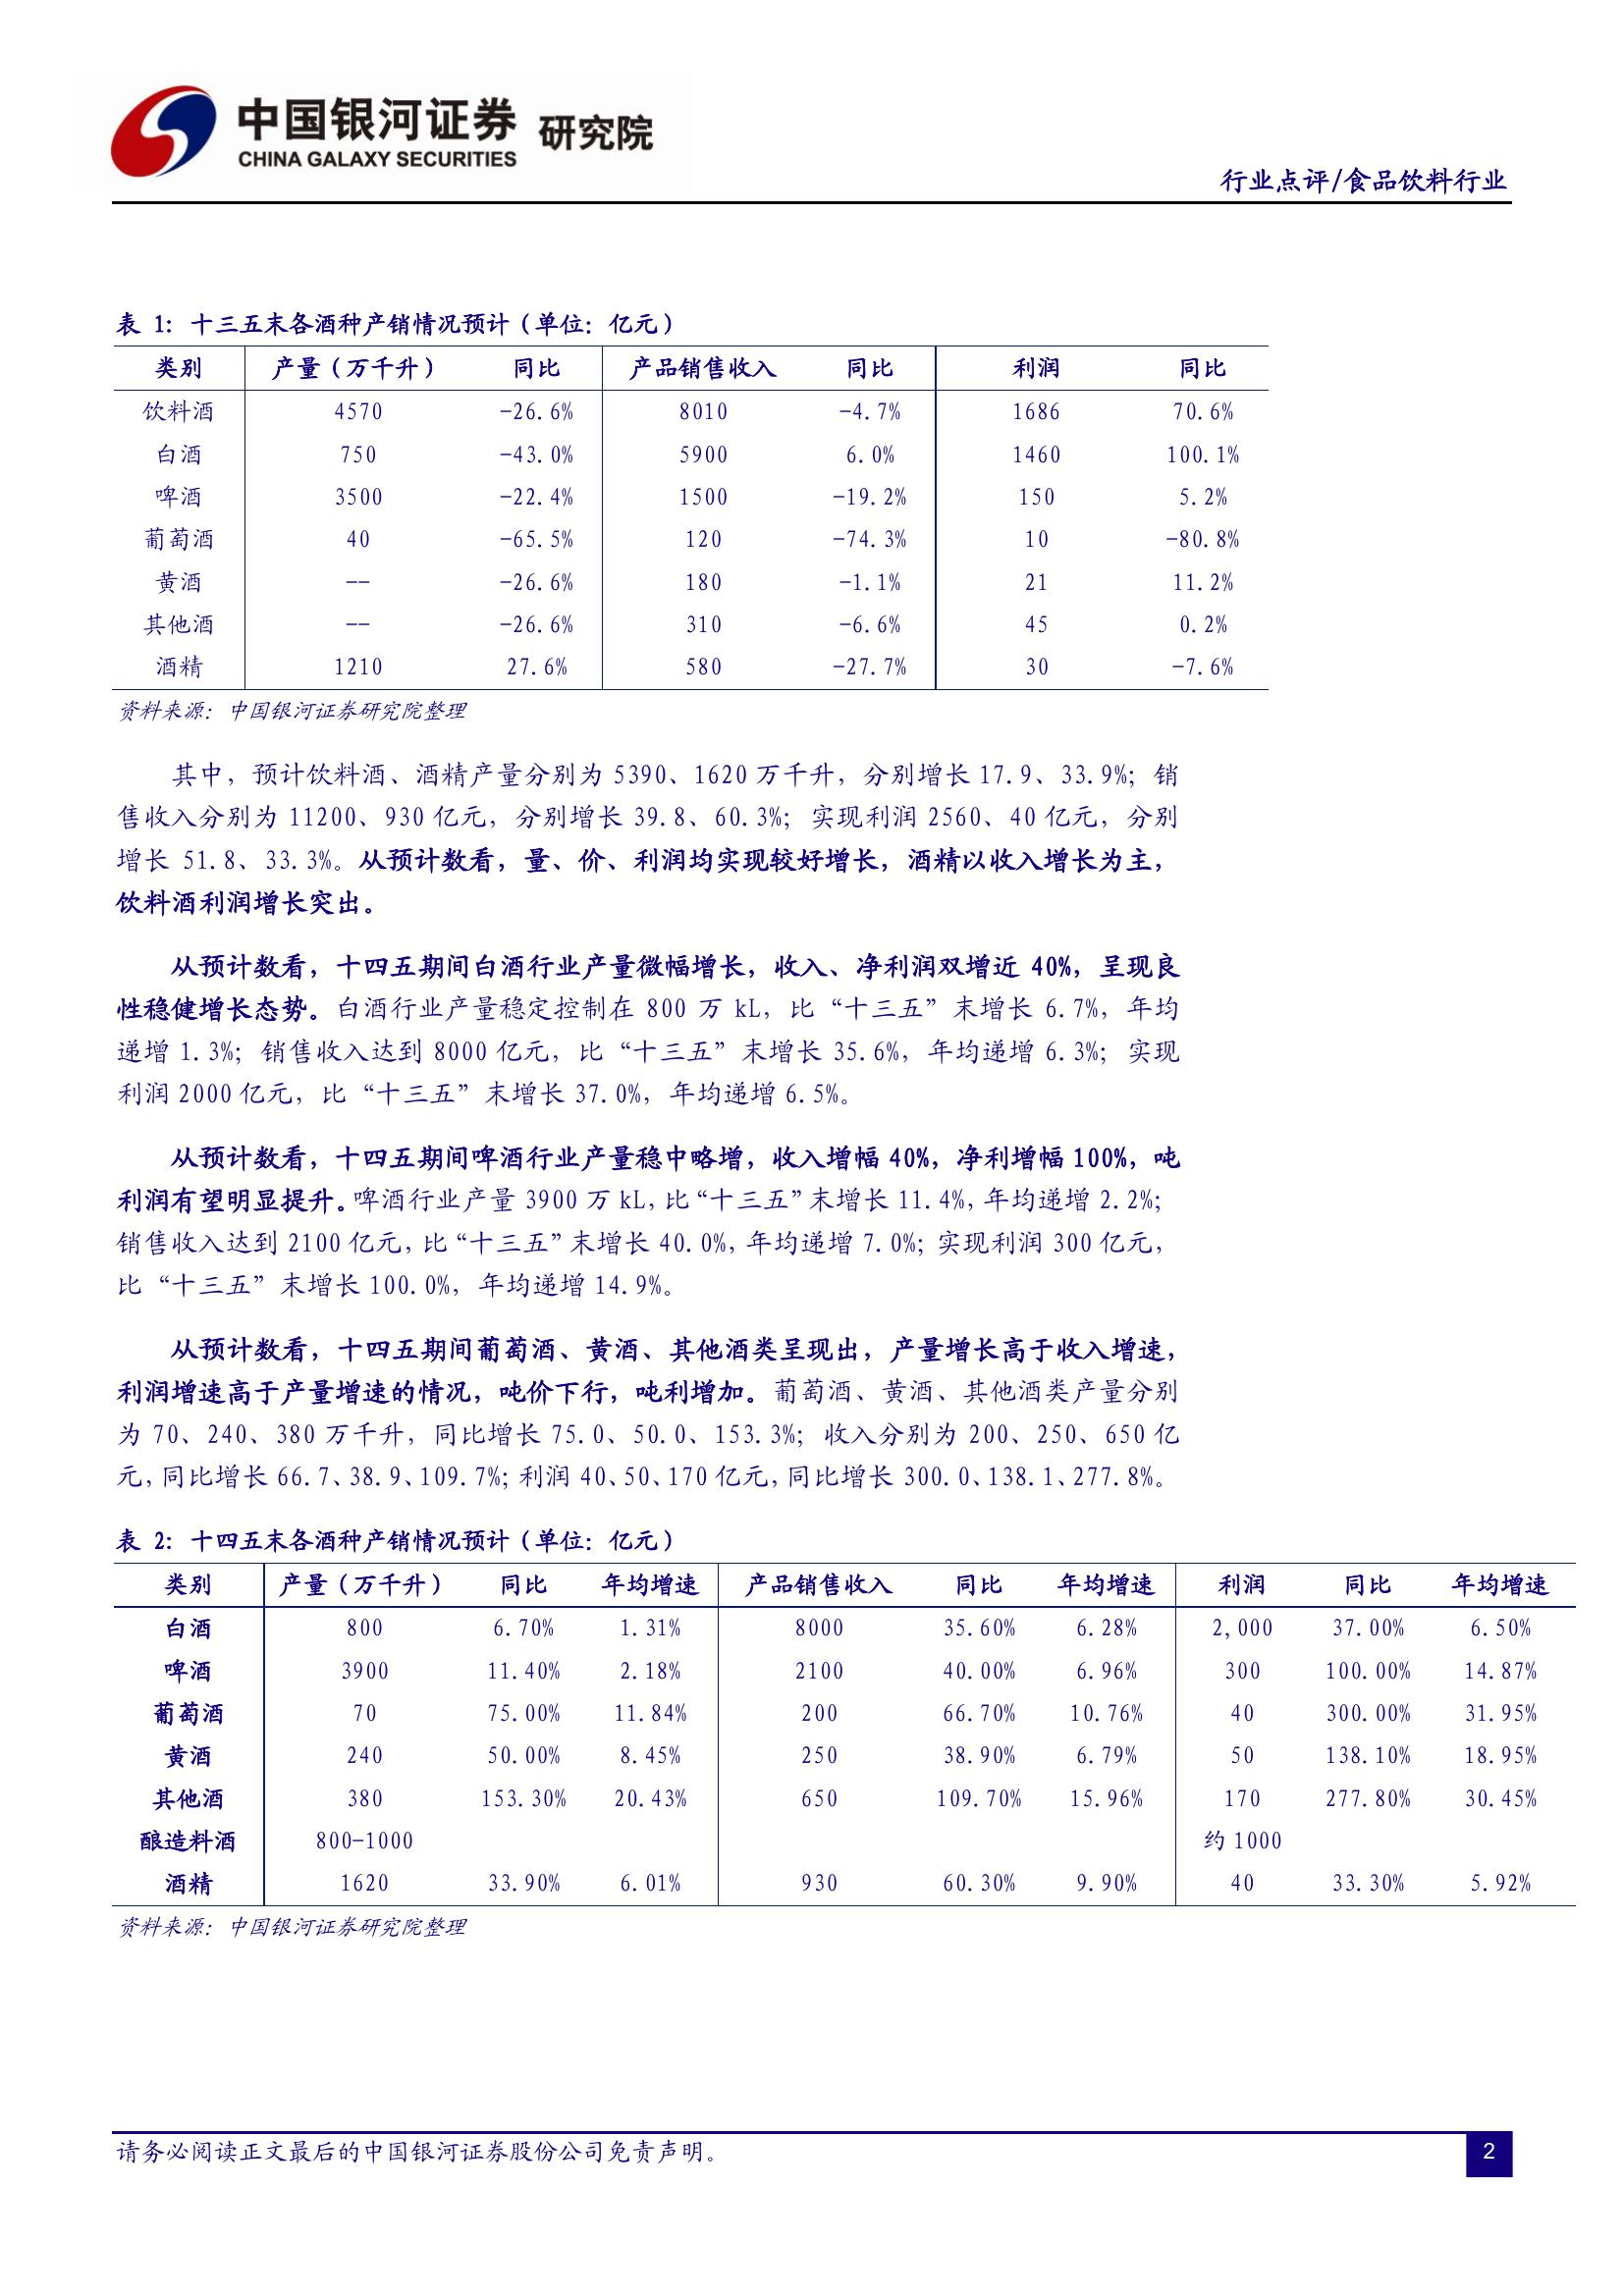 中国银河证券 研究院
CHINA GALAXY SECURITIES
行业点评/食品饮料行业
表 1: 十三五末各酒种产销情况预计（单位：亿元）
类别 产量（万千升） 同比 产品销售收入 同比 利润 同比
饮料酒 4570 -26.6% 8010 -4.7% 1686 70.6%
白酒 750 -43.0% 5900 6.0% 1460 100.1%
啤酒 3500 -22.4% 1500 -19.2% 150 5.2%
葡萄酒 40 -65.5% 120 -74.3% 10 -80.8%
黄酒 -- -26.6% 180 -1.1% 21 11.2%
其他酒 -- -26.6% 310 -6.6% 45 0.2%
酒精 1210 27.6% 580 -27.7% 30 -7.6%
资料来源：中国银河证券研究院整理
其中，预计饮料酒、酒精产量分别为 5390、1620 万千升，分别增长 17.9、33.9%；销
售收入分别为 11200、930 亿元，分别增长 39.8、60.3%；实现利润 2560、40 亿元，分别
增长 51.8、33.3%。从预计数看，量、价、利润均实现较好增长，酒精以收入增长为主，
饮料酒利润增长突出。
从预计数看，十四五期间白酒行业产量微幅增长，收入、净利润双增近 40%，呈现良
性稳健增长态势。白酒行业产量稳定控制在 800 万 kL，比“十三五”末增长 6.7%，年均
递增 1.3%；销售收入达到 8000 亿元，比“十三五”末增长 35.6%，年均递增 6.3%；实现
利润 2000 亿元，比“十三五”末增长 37.0%，年均递增 6.5%。
从预计数看，十四五期间啤酒行业产量稳中略增，收入增幅 40%，净利增幅 100%，吨
利润有望明显提升。啤酒行业产量 3900 万 kL，比“十三五”末增长 11.4%，年均递增 2.2%；
销售收入达到 2100 亿元，比“十三五”末增长 40.0%，年均递增 7.0%；实现利润 300 亿元，
比“十三五”末增长 100.0%，年均递增 14.9%。
从预计数看，十四五期间葡萄酒、黄酒、其他酒类呈现出，产量增长高于收入增速，
利润增速高于产量增速的情况，吨价下行，吨利增加。葡萄酒、黄酒、其他酒类产量分别
为 70、240、380 万千升，同比增长 75.0、50.0、153.3%；收入分别为 200、250、650 亿
元，同比增长 66.7、38.9、109.7%；利润 40、50、170 亿元，同比增长 300.0、138.1、277.8%。
表 2: 十四五末各酒种产销情况预计（单位：亿元）
类别 产量（万千升） 同比 年均增速 产品销售收入 同比 年均增速 利润 同比 年均增速
白酒 800 6.70% 1.31% 8000 35.60% 6.28% 2,000 37.00% 6.50%
啤酒 3900 11.40% 2.18% 2100 40.00% 6.96% 300 100.00% 14.87%
葡萄酒 70 75.00% 11.84% 200 66.70% 10.76% 40 300.00% 31.95%
黄酒 240 50.00% 8.45% 250 38.90% 6.79% 50 138.10% 18.95%
其他酒 380 153.30% 20.43% 650 109.70% 15.96% 170 277.80% 30.45%
酿造料酒 800-1000 约 1000
酒精 1620 33.90% 6.01% 930 60.30% 9.90% 40 33.30% 5.92%
资料来源：中国银河证券研究院整理
请务必阅读正文最后的中国银河证券股份公司免责声明。
2